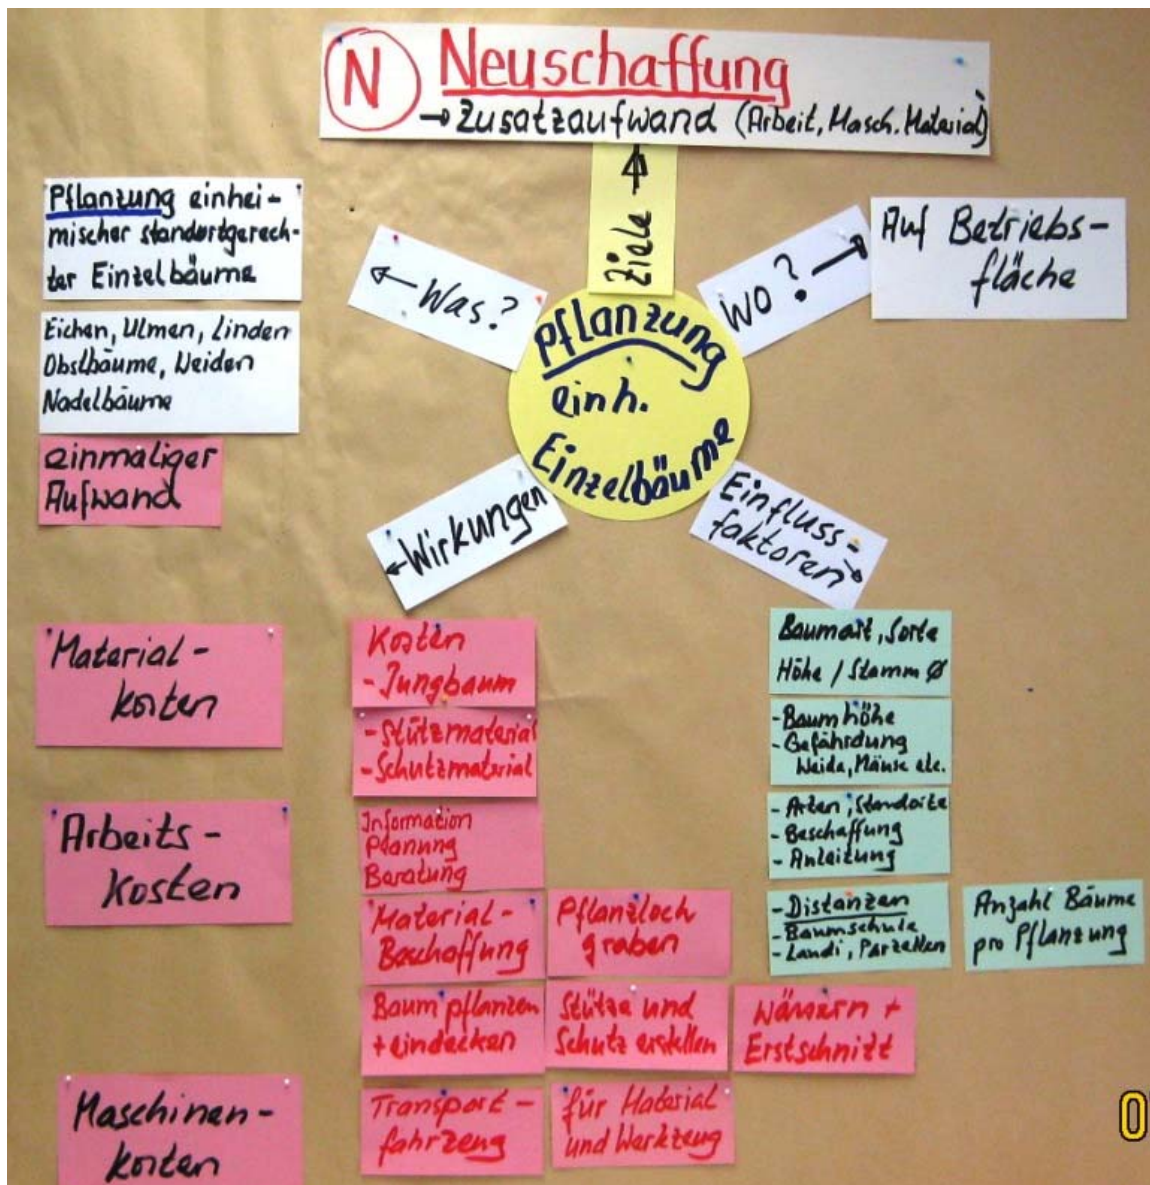 N Neuschaffung
→ Zusatzaufwand (Arbeit, Masch. Material)
Ziele →
Pflanzung einhei-
mischer standortgerech-
ter Einzelbäume
Eichen, Ulmen, Linden
Obstbäume, Weiden
Nadelbäume
einmaliger
Aufwand
← Was?
Wo? →
Auf Betriebs-
fläche
Pflanzung
einh.
Einzelbäume
← Wirkungen
Einfluss-
faktoren →
Material-
kosten
Kosten
- Jungbaum
- Stützmaterial
- Schutzmaterial
Arbeits-
kosten
Information
Planung
Beratung
Material-
Beschaffung
Pflanzloch
graben
Baum pflanzen
+ eindecken
Stütze und
Schutz erstellen
Wässern +
Erstschnitt
Maschinen-
kosten
Transport-
fahrzeug
für Material
und Werkzeug
Baumart, Sorte
Höhe / Stamm Ø
- Baumhöhe
- Gefährdung
Weide, Mäuse etc.
- Arten, Standorte
- Beschaffung
- Anleitung
- Distanzen
- Baumschule
- Landi, Parzellen
Anzahl Bäume
pro Pflanzung